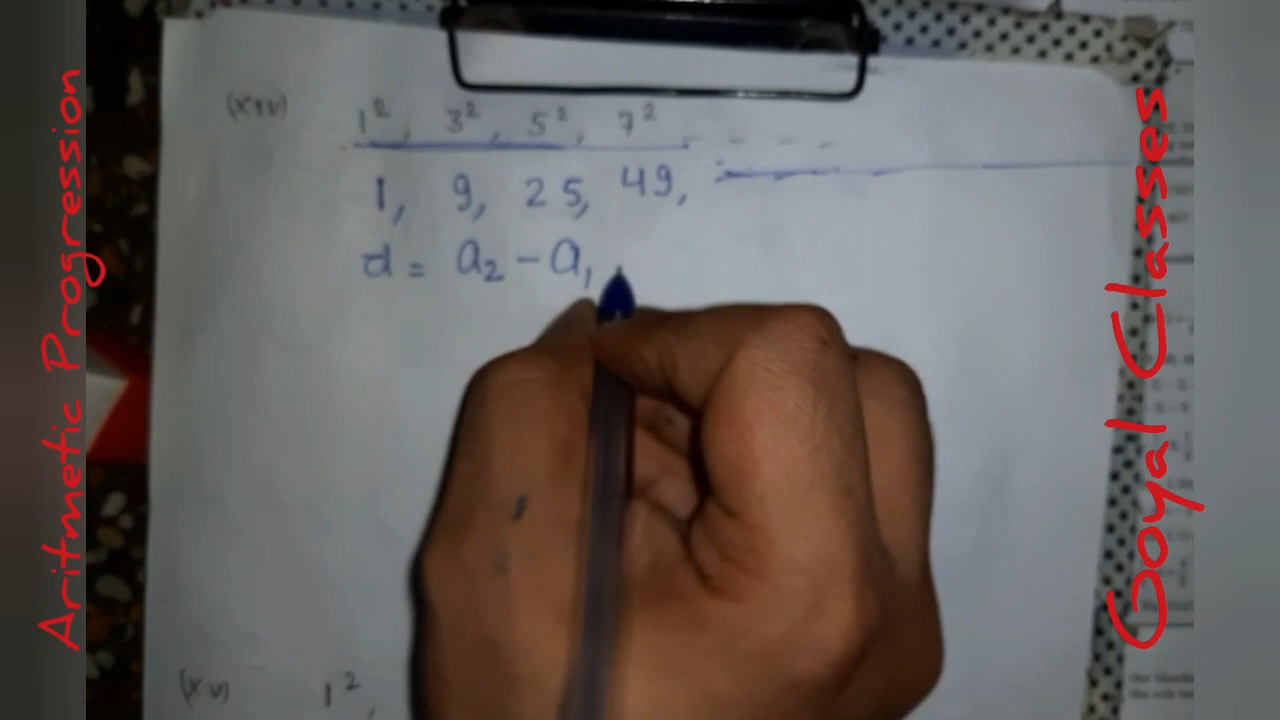 Aritmetic Progression
(xiv) 1², 3², 5², 7² - - - -
1, 9, 25, 49,
d = a₂ - a₁
(xv) 1²,
Goyal Classes